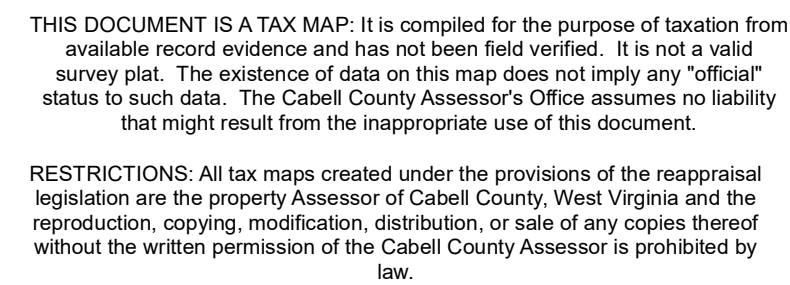 THIS DOCUMENT IS A TAX MAP: It is compiled for the purpose of taxation from
available record evidence and has not been field verified.  It is not a valid
survey plat.  The existence of data on this map does not imply any "official"
status to such data.  The Cabell County Assessor's Office assumes no liability
that might result from the inappropriate use of this document.

RESTRICTIONS: All tax maps created under the provisions of the reappraisal
legislation are the property Assessor of Cabell County, West Virginia and the
reproduction, copying, modification, distribution, or sale of any copies thereof
without the written permission of the Cabell County Assessor is prohibited by
law.